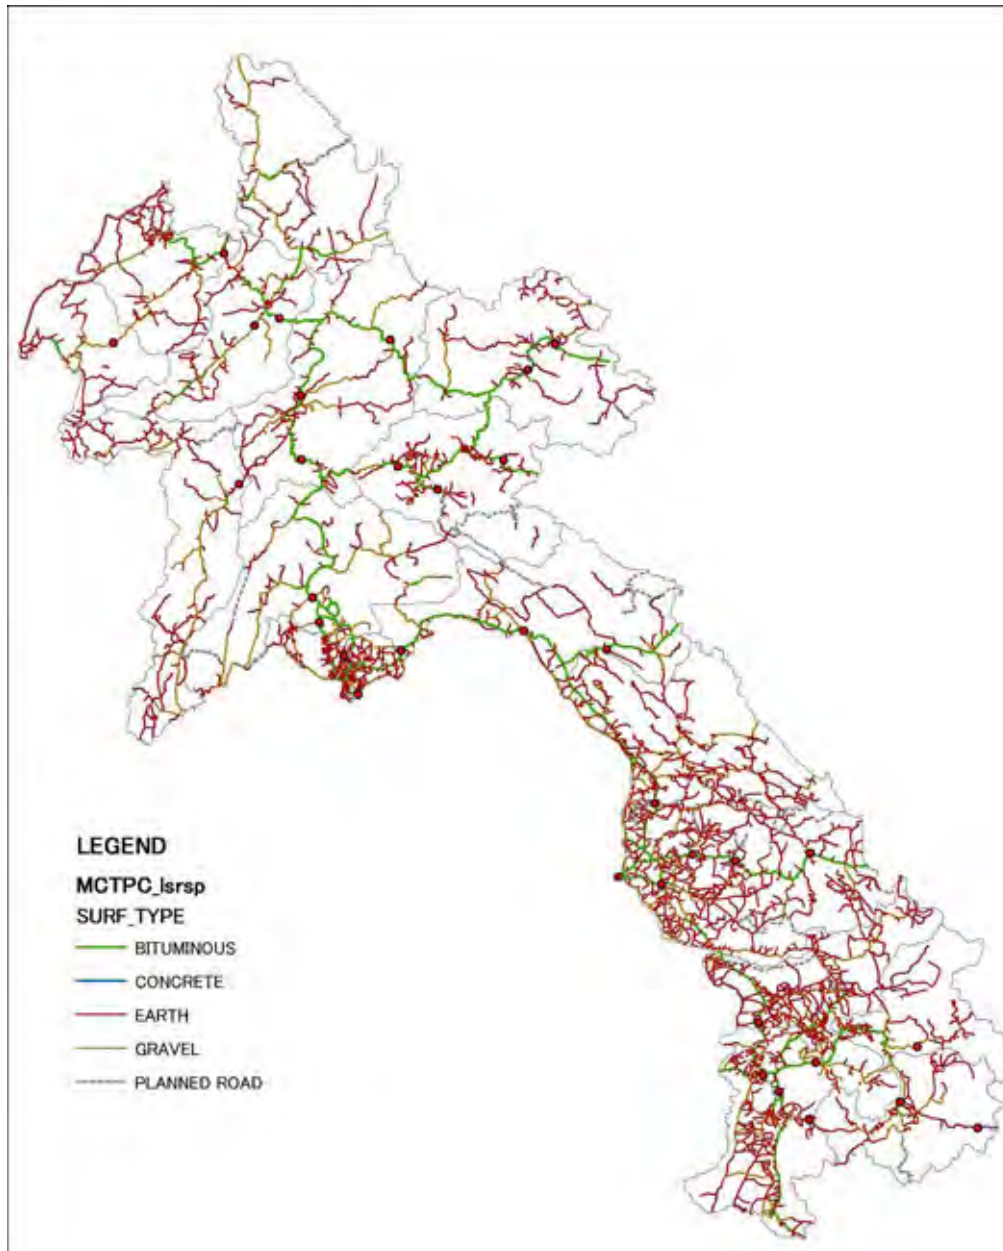 LEGEND
MCTPC_lsrsp
SURF_TYPE
BITUMINOUS
CONCRETE
EARTH
GRAVEL
PLANNED ROAD